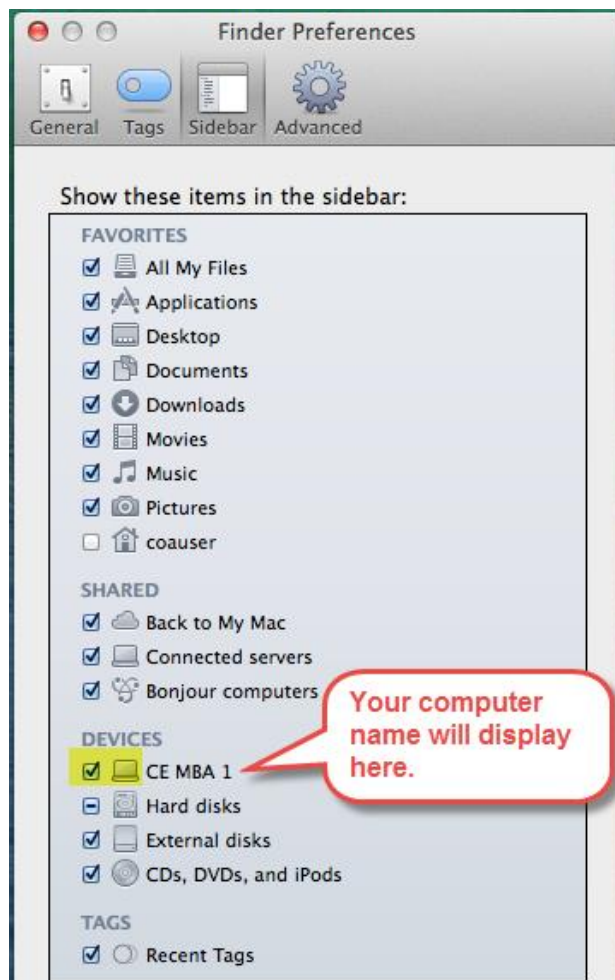 Finder Preferences
General Tags Sidebar Advanced
Show these items in the sidebar:
FAVORITES
All My Files
Applications
Desktop
Documents
Downloads
Movies
Music
Pictures
coauser
SHARED
Back to My Mac
Connected servers
Bonjour computers
Your computer
name will display
here.
DEVICES
CE MBA 1
Hard disks
External disks
CDs, DVDs, and iPods
TAGS
Recent Tags